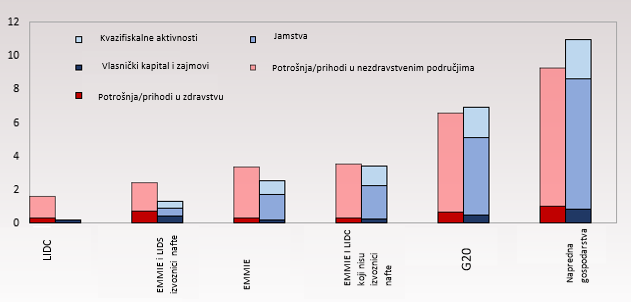 12
10
8
6
4
2
0
Kvazifiskalne aktivnosti
Jamstva
Vlasnički kapital i zajmovi
Potrošnja/prihodi u nezdravstvenim područjima
Potrošnja/prihodi u zdravstvu
LIDC
EMMIE i LIDS
izvoznici nafte
EMMIE
EMMIE I LIDC
koji nisu
izvoznici
nafte
G20
Napredna
gospodarstva